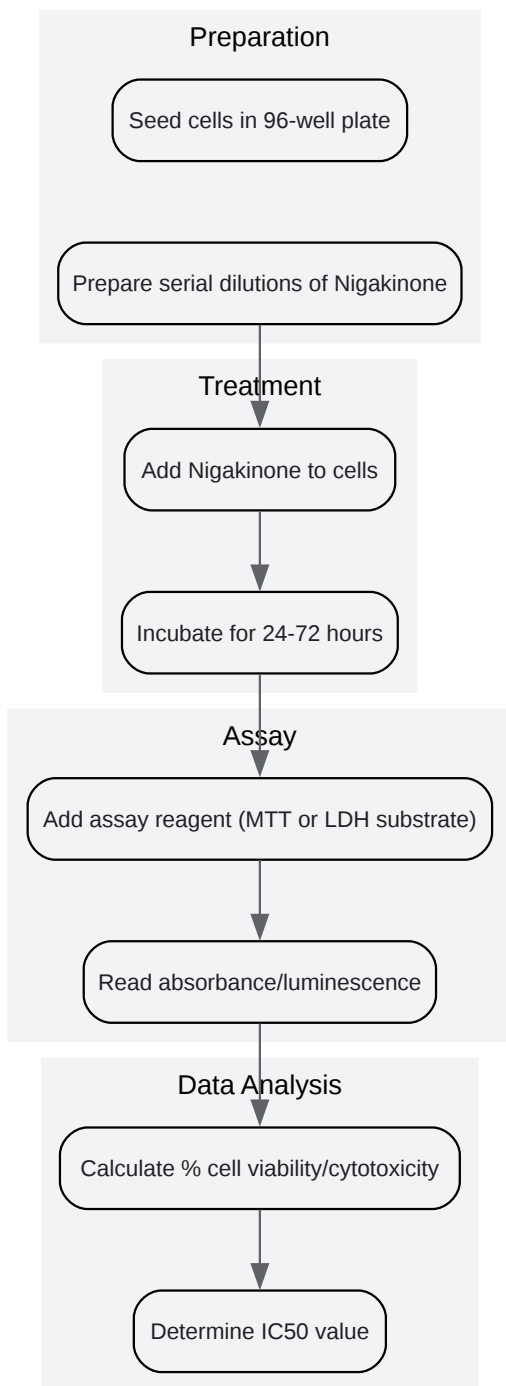 Preparation
Seed cells in 96-well plate
Prepare serial dilutions of Nigakinone
Treatment
Add Nigakinone to cells
Incubate for 24-72 hours
Assay
Add assay reagent (MTT or LDH substrate)
Read absorbance/luminescence
Data Analysis
Calculate % cell viability/cytotoxicity
Determine IC50 value